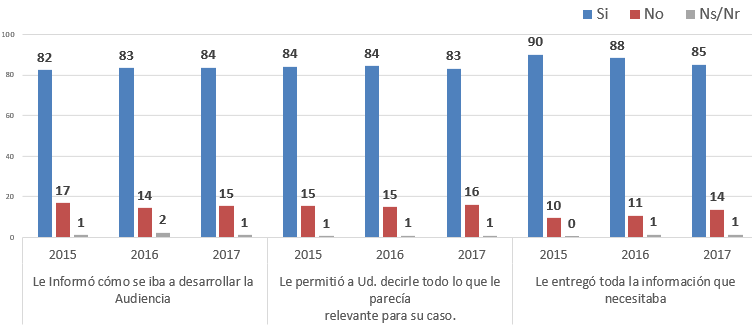 Si No Ns/Nr
100
80
60
40
20
0
82 83 84 84 84 83 90 88 85
17 14 15 15 15 16 10 11 14
1 2 1 1 1 1 0 1 1
2015 2016 2017 2015 2016 2017 2015 2016 2017
Le Informó cómo se iba a desarrollar la
Audiencia
Le permitió a Ud. decirle todo lo que le
parecía
relevante para su caso.
Le entregó toda la información que
necesitaba